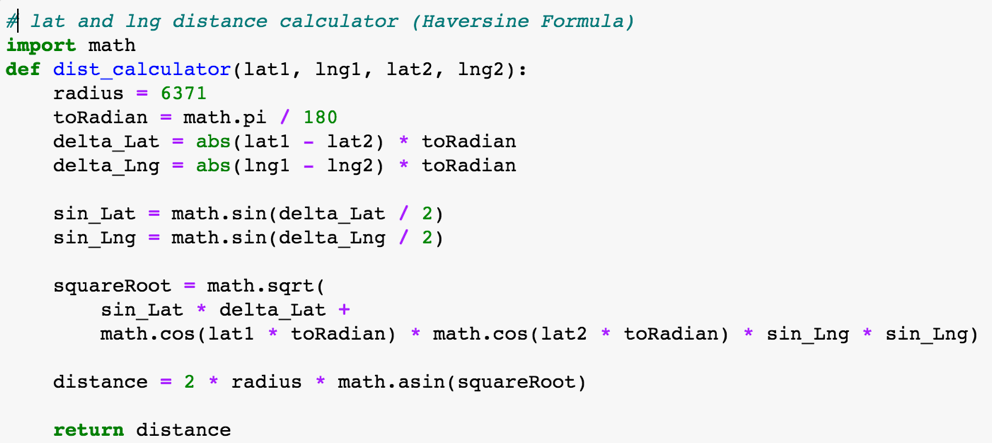 # lat and lng distance calculator (Haversine Formula)
import math
def dist_calculator(lat1, lng1, lat2, lng2):
    radius = 6371
    toRadian = math.pi / 180
    delta_Lat = abs(lat1 - lat2) * toRadian
    delta_Lng = abs(lng1 - lng2) * toRadian

    sin_Lat = math.sin(delta_Lat / 2)
    sin_Lng = math.sin(delta_Lng / 2)

    squareRoot = math.sqrt(
        sin_Lat * delta_Lat +
        math.cos(lat1 * toRadian) * math.cos(lat2 * toRadian) * sin_Lng * sin_Lng)

    distance = 2 * radius * math.asin(squareRoot)

    return distance